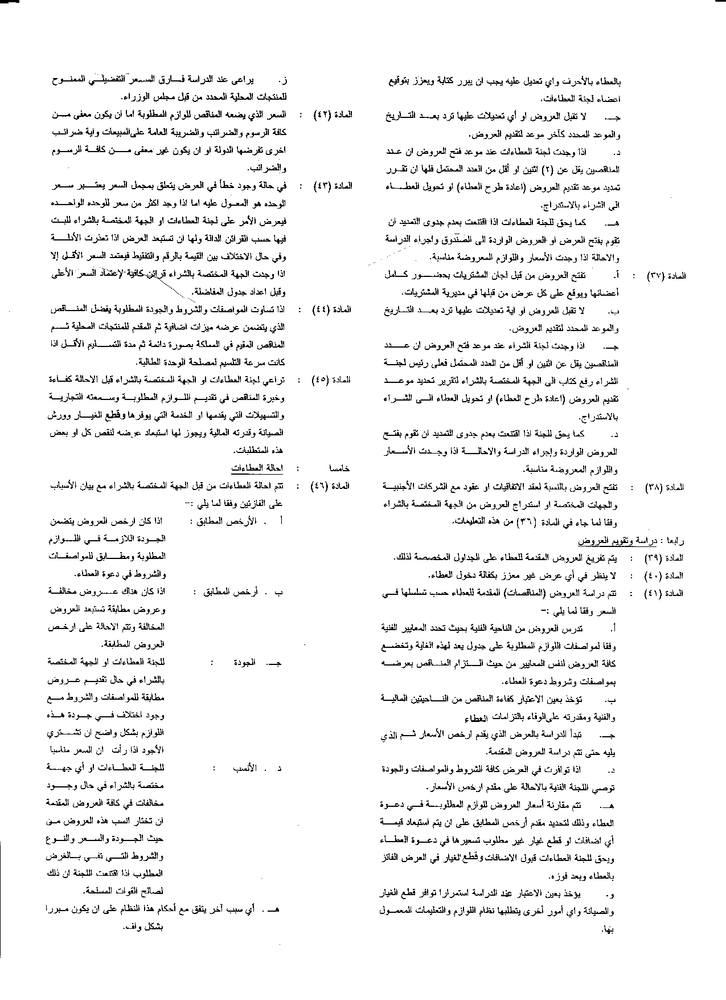 بالعطاء بالأحرف واي تعديل عليه يجب ان يبرر كتابة ويعزز بتوقيع
اعضاء لجنة العطاءات.
جـ. لا تقبل العروض او أي تعديلات عليها ترد بعد التاريخ
والموعد المحدد كآخر موعد لتقديم العروض.
د. اذا وجدت لجنة العطاءات عند موعد فتح العروض ان عدد
المناقصين يقل عن (٢) اثنين او أقل من العدد المحتمل فلها ان تقرر
تمديد موعد تقديم العروض (اعادة طرح العطاء) او تحويل العطاء
الى الشراء بالاستدراج.
هـ. كما يحق للجنة العطاءات اذا اقتنعت بعدم جدوى التمديد ان
تقوم بفتح العرض او العروض الواردة الى الصندوق واجراء الدراسة
والاحالة اذا وجدت الأسعار واللوازم المعروضة مناسبة.
المادة (٣٧) : أ. تفتح العروض من قبل لجان المشتريات بحضور كامل
أعضائها ويوقع على كل عرض من قبلها في مديرية المشتريات.
ب. لا تقبل العروض او اية تعديلات عليها ترد بعد التاريخ
والموعد المحدد لتقديم العروض.
جـ. اذا وجدت لجنة الشراء عند موعد فتح العروض ان عدد
المناقصين يقل عن اثنين او أقل من العدد المحتمل فعلى رئيس لجنة
الشراء رفع كتاب الى الجهة المختصة بالشراء لتقرير تحديد موعد
تقديم العروض (اعادة طرح العطاء) او تحويل العطاء الى الشراء
بالاستدراج.
د. كما يحق للجنة اذا اقتنعت بعدم جدوى التمديد ان تقوم بفتح
العروض الواردة وإجراء الدراسة والاحالة اذا وجدت الأسعار
واللوازم المعروضة مناسبة.
المادة (٣٨) : تفتح العروض بالنسبة لعقد الاتفاقيات او عقود مع الشركات الأجنبية
والجهات المختصة او استدراج العروض من الجهة المختصة بالشراء
وفقا لما جاء في المادة (٣٦) من هذه التعليمات.
رابعا : دراسة وتقويم العروض
المادة (٣٩) : يتم تفريغ العروض المقدمة للعطاء على الجداول المخصصة لذلك.
المادة (٤٠) : لا ينظر في أي عرض غير معزز بكفالة دخول العطاء.
المادة (٤١) : تتم دراسة العروض (المناقصات) المقدمة للعطاء حسب تسلسلها في
السعر وفقا لما يلي :-
أ. تدرس العروض من الناحية الفنية بحيث تحدد المعايير الفنية
وفقا لمواصفات اللوازم المطلوبة على جدول يعد لهذه الغاية وتخضع
كافة العروض لنفس المعايير من حيث التزام المناقص بعرضه
بمواصفات وشروط دعوة العطاء.
ب. تؤخذ بعين الاعتبار كفاءة المناقص من الناحيتين المالية
والفنية ومقدرته على الوفاء بالتزامات العطاء
جـ. تبدأ الدراسة بالعرض الذي يقدم ارخص الأسعار ثم الذي
يليه حتى تتم دراسة العروض المقدمة.
د. اذا توافرت في العرض كافة الشروط والمواصفات والجودة
توصي اللجنة الفنية بالاحالة على مقدم ارخص الأسعار.
هـ. تتم مقارنة أسعار العروض للوازم المطلوبة في دعوة
العطاء وذلك لتحديد مقدم أرخص المطابق على ان يتم استبعاد قيمة
أي اضافات او قطع غيار غير مطلوب تسعيرها في دعوة العطاء
ويحق للجنة العطاءات قبول الاضافات وقطع الغيار في العرض الفائز
بالعطاء وبعد فوزه.
و. يؤخذ بعين الاعتبار عند الدراسة استمرارا توافر قطع الغيار
والصيانة واي أمور أخرى يتطلبها نظام اللوازم والتعليمات المعمول
بها.
ز. يراعى عند الدراسة فارق السعر التفضيلي الممنوح
للمنتجات المحلية المحدد من قبل مجلس الوزراء.
المادة (٤٢) : السعر الذي يضعه المناقص للوازم المطلوبة اما ان يكون معفى من
كافة الرسوم والضرائب والضريبة العامة على المبيعات واية ضرائب
اخرى تفرضها الدولة او ان يكون غير معفى من كافة الرسوم
والضرائب.
المادة (٤٣) : في حالة وجود خطأ في العرض يتعلق بمجمل السعر يعتبر سعر
الوحده هو المعول عليه اما اذا وجد اكثر من سعر للوحده الواحده
فيعرض الأمر على لجنة العطاءات او الجهة المختصة بالشراء للبت
فيها حسب القرائن الدالة ولها ان تستبعد العرض اذا تعذرت الأدلة
وفي حال الاختلاف بين القيمة بالرقم والتفقيط فيعتمد السعر الأقل إلا
اذا وجدت الجهة المختصة بالشراء قرائن كافية لإعتماد السعر الأعلى
وقبل اعداد جدول المفاضلة.
المادة (٤٤) : اذا تساوت المواصفات والشروط والجودة المطلوبة يفضل المناقص
الذي يتضمن عرضه ميزات اضافية ثم المقدم للمنتجات المحلية ثم
المناقص المقيم في المملكة بصورة دائمة ثم مدة التسليم الأقل اذا
كانت سرعة التلسيم لمصلحة الوحدة الطالبة.
المادة (٤٥) : تراعي لجنة العطاءات او الجهة المختصة بالشراء قبل الاحالة كفاءة
وخبرة المناقص في تقديم اللوازم المطلوبة وسمعته التجارية
والتسهيلات التي يقدمها او الخدمة التي يوفرها وقطع الغيار وورش
الصيانة وقدرته المالية ويجوز لها استبعاد عرضه لنقص كل او بعض
هذه المتطلبات.
خامسا : احالة العطاءات
المادة (٤٦) : تتم احالة العطاءات من قبل الجهة المختصة بالشراء مع بيان الأسباب
على الفائزين وفقا لما يلي :-
أ . الأرخص المطابق : اذا كان ارخص العروض يتضمن
الجودة اللازمة في اللوازم
المطلوبة ومطابق للمواصفات
والشروط في دعوة العطاء.
ب . أرخص المطابق : اذا كان هناك عروض مخالفة
وعروض مطابقة تستبعد العروض
المخالفة وتتم الاحالة على ارخص
العروض المطابقة.
جـ. الجودة : للجنة العطاءات او الجهة المختصة
بالشراء في حال تقديم عروض
مطابقة للمواصفات والشروط مع
وجود اختلاف في جودة هذه
اللوازم بشكل واضح ان تشتري
الأجود اذا رأت ان السعر مناسبا
د . الأنسب : للجنة العطاءات او أي جهة
مختصة بالشراء في حال وجود
مخالفات في كافة العروض المقدمة
ان تختار انسب هذه العروض من
حيث الجودة والسعر والنوع
والشروط التي تفي بالغرض
المطلوب اذا اقتنعت اللجنة ان ذلك
لصالح القوات المسلحة.
هـ . أي سبب آخر يتفق مع أحكام هذا النظام على ان يكون مبررا
بشكل واف.